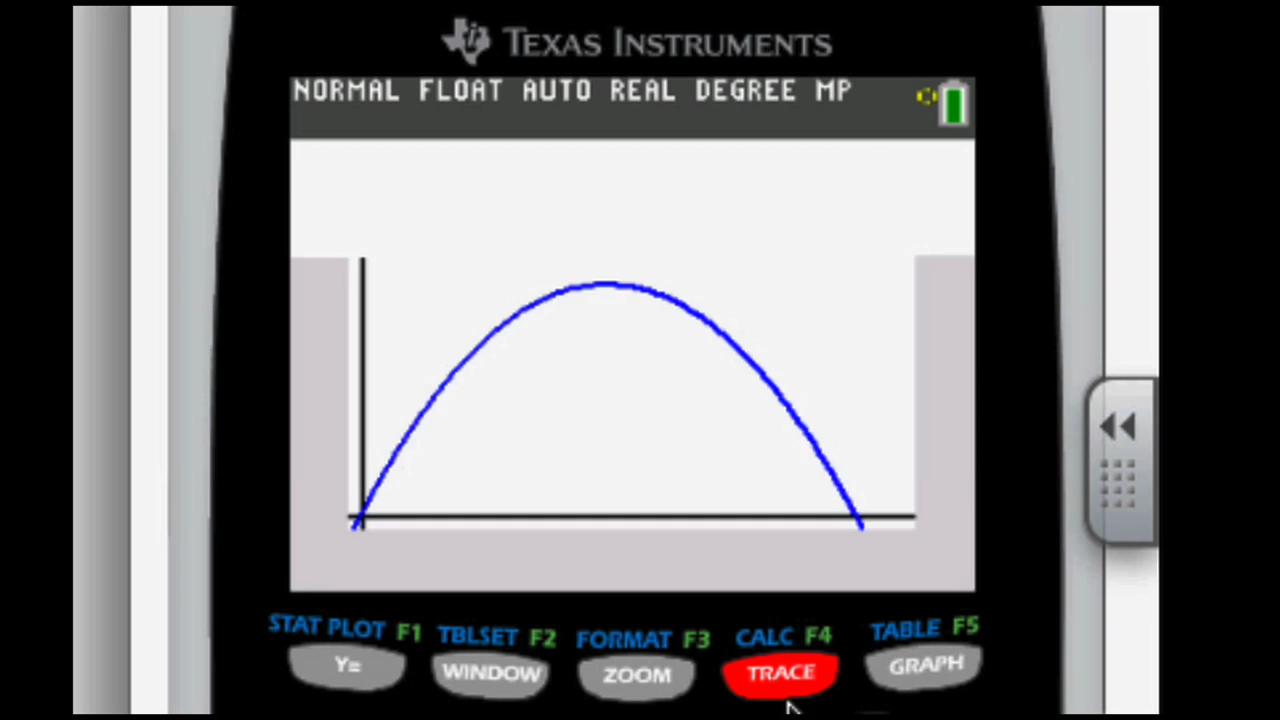 TEXAS INSTRUMENTS
NORMAL FLOAT AUTO REAL DEGREE MP
STAT PLOT F1 TBLSET F2 FORMAT F3 CALC F4 TABLE F5
Y= WINDOW ZOOM TRACE GRAPH